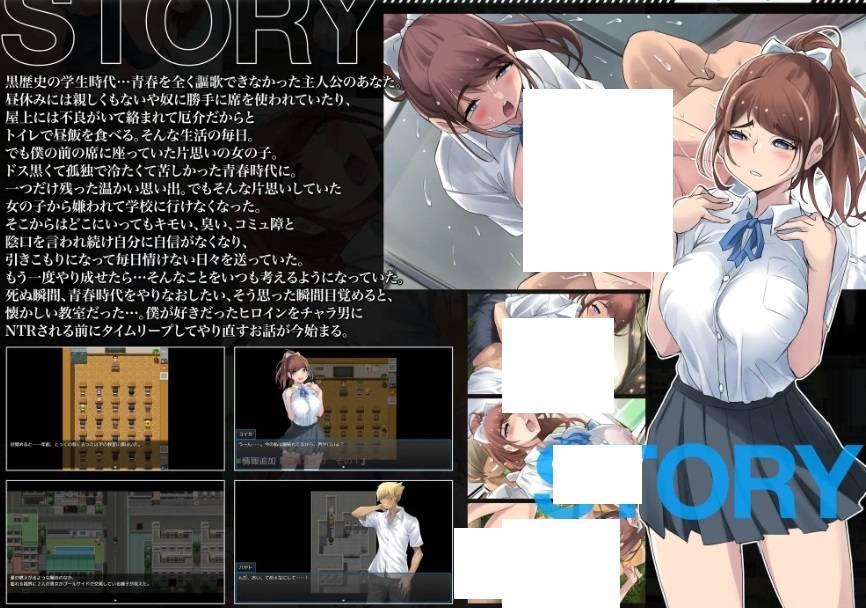 STORY
黒歴史の学生時代…青春を全く謳歌できなかった主人公のあなた。
昼休みには親しくもないや奴に勝手に席を使われていたり、
屋上には不良がいて絡まれて厄介だからと
トイレで昼飯を食べる。そんな生活の毎日。
でも僕の前の席に座っていた片思いの女の子。
ドス黒くて孤独で冷たくて苦しかった青春時代に。
一つだけ残った温かい思い出。でもそんな片思いしていた
女の子から嫌われて学校に行けなくなった。
そこからはどこにいってもキモい、臭い、コミュ障と
陰口を言われ続け自分に自信がなくなり、
引きこもりになって毎日情けない日々を送っていた。
もう一度やり成せたら…そんなことをいつも考えるようになっていた。
死ぬ瞬間、青春時代をやりなおしたい、そう思った瞬間目覚めると、
懐かしい教室だった…。僕が好きだったヒロインをチャラ男に
NTRされる前にタイムリープしてやり直すお話が今始まる。
情報追加
STORY